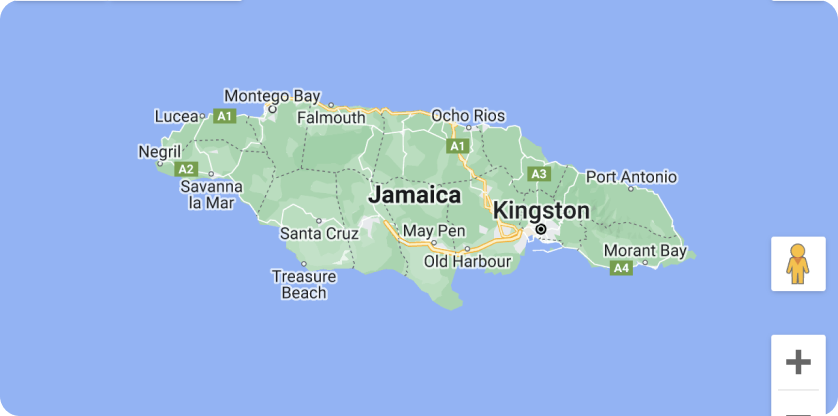 Montego Bay
Lucea
A1
Falmouth
Ocho Rios
Negril
A1
A2
A3
Port Antonio
Savanna
la Mar
Jamaica
Kingston
Santa Cruz
May Pen
Morant Bay
Old Harbour
A4
Treasure
Beach